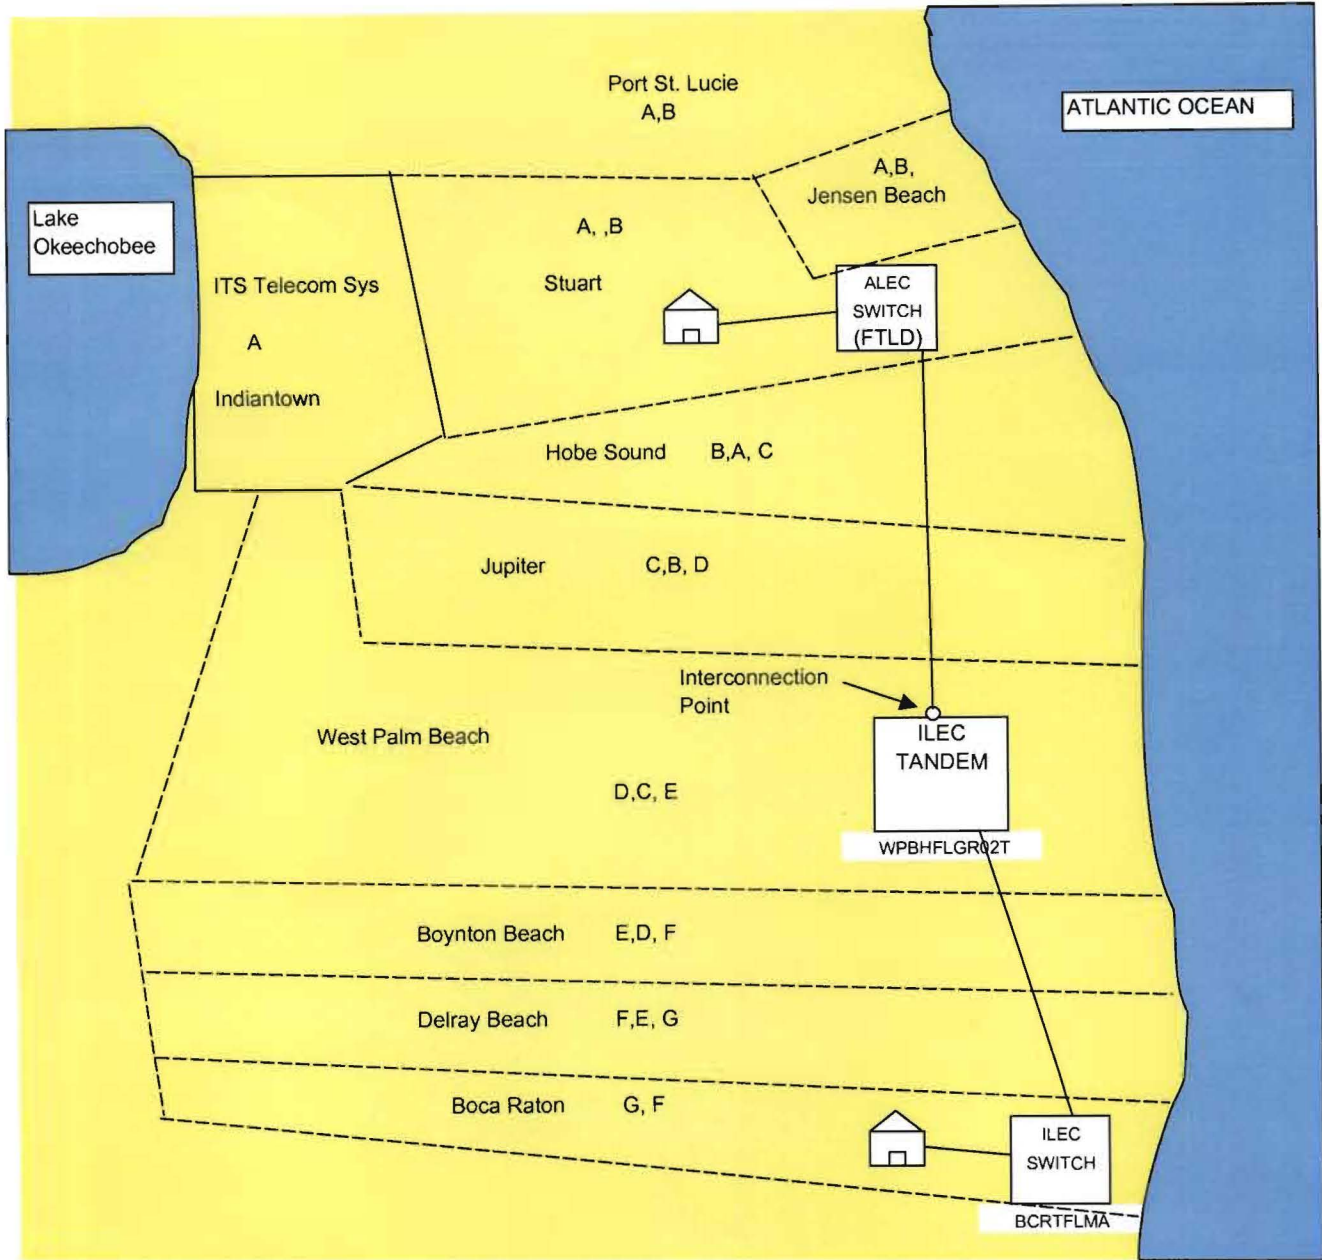 Port St. Lucie
A,B
ATLANTIC OCEAN
A,B,
Jensen Beach
Lake
Okeechobee
A, ,B
Stuart
ITS Telecom Sys
A
Indiantown
ALEC
SWITCH
(FTLD)
Hobe Sound B,A, C
Jupiter C,B, D
Interconnection
Point
West Palm Beach
D,C, E
ILEC
TANDEM
WPBHFLGR02T
Boynton Beach E,D, F
Delray Beach F,E, G
Boca Raton G, F
ILEC
SWITCH
BCRTFLMA